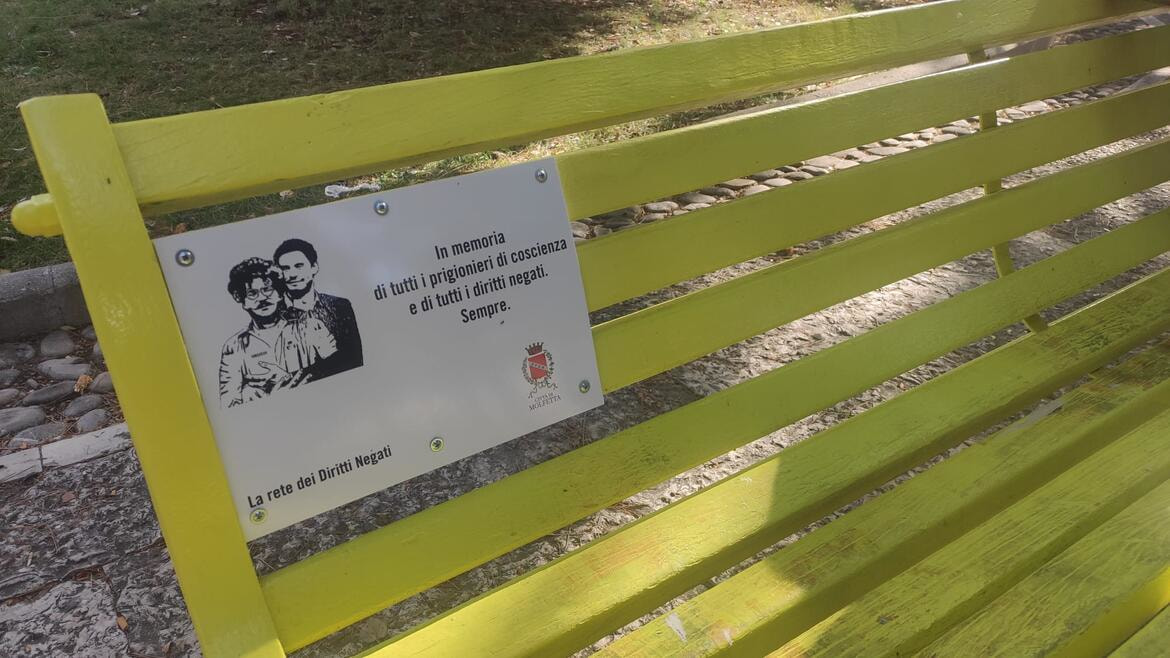 In memoria
di tutti i prigionieri di coscienza
e di tutti i diritti negati.
Sempre.
CITTÀ DI
MOLFETTA
La rete dei Diritti Negati